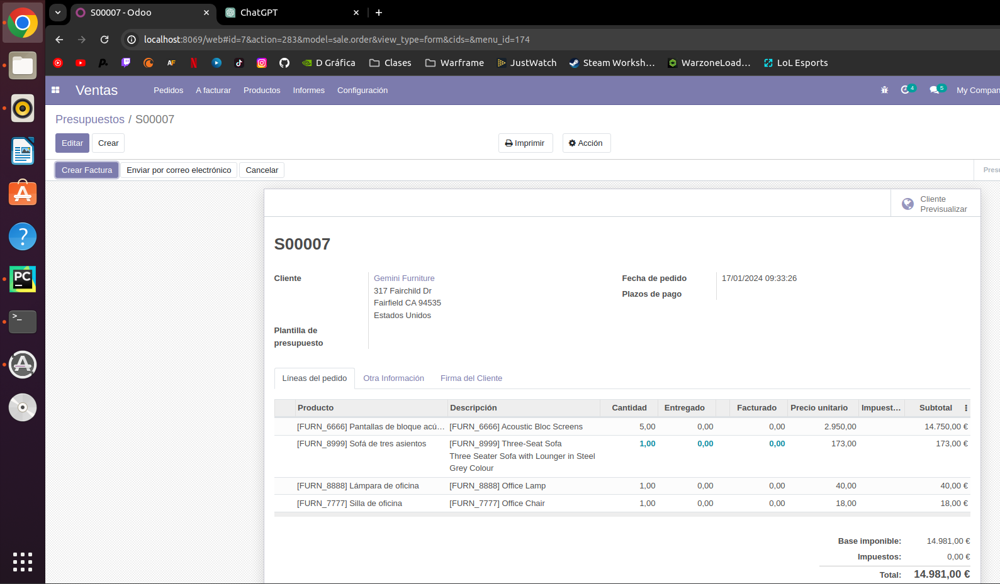 S00007 - Odoo
ChatGPT
localhost:8069/web#id=7&action=283&model=sale.order&view_type=form&cids=&menu_id=174
D Gráfica
Clases
Warframe
JustWatch
Steam Worksh...
WarzoneLoad...
LoL Esports
Ventas
Pedidos
A facturar
Productos
Informes
Configuración
4
5
My Compan
Presupuestos / S00007
Editar
Crear
Imprimir
Acción
Crear Factura
Enviar por correo electrónico
Cancelar
Presu
Cliente
Previsualizar
S00007
Cliente
Gemini Furniture
317 Fairchild Dr
Fairfield CA 94535
Estados Unidos
Fecha de pedido
17/01/2024 09:33:26
Plazos de pago
Plantilla de
presupuesto
Líneas del pedido
Otra Información
Firma del Cliente
Producto Descripción Cantidad Entregado Facturado Precio unitario Impuest... Subtotal
[FURN_6666] Pantallas de bloque acú... [FURN_6666] Acoustic Bloc Screens 5,00 0,00 0,00 2.950,00 14.750,00 €
[FURN_8999] Sofá de tres asientos [FURN_8999] Three-Seat Sofa 1,00 0,00 0,00 173,00 173,00 €
Three Seater Sofa with Lounger in Steel
Grey Colour
[FURN_8888] Lámpara de oficina [FURN_8888] Office Lamp 1,00 0,00 0,00 40,00 40,00 €
[FURN_7777] Silla de oficina [FURN_7777] Office Chair 1,00 0,00 0,00 18,00 18,00 €
Base imponible: 14.981,00 €
Impuestos: 0,00 €
Total: 14.981,00 €